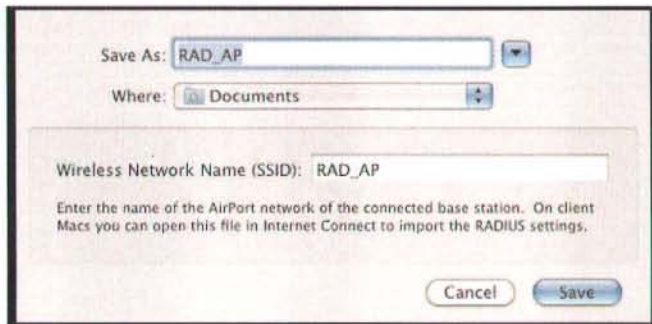 Save As: RAD_AP
Where: Documents
Wireless Network Name (SSID): RAD_AP
Enter the name of the AirPort network of the connected base station. On client
Macs you can open this file in Internet Connect to import the RADIUS settings.
Cancel Save